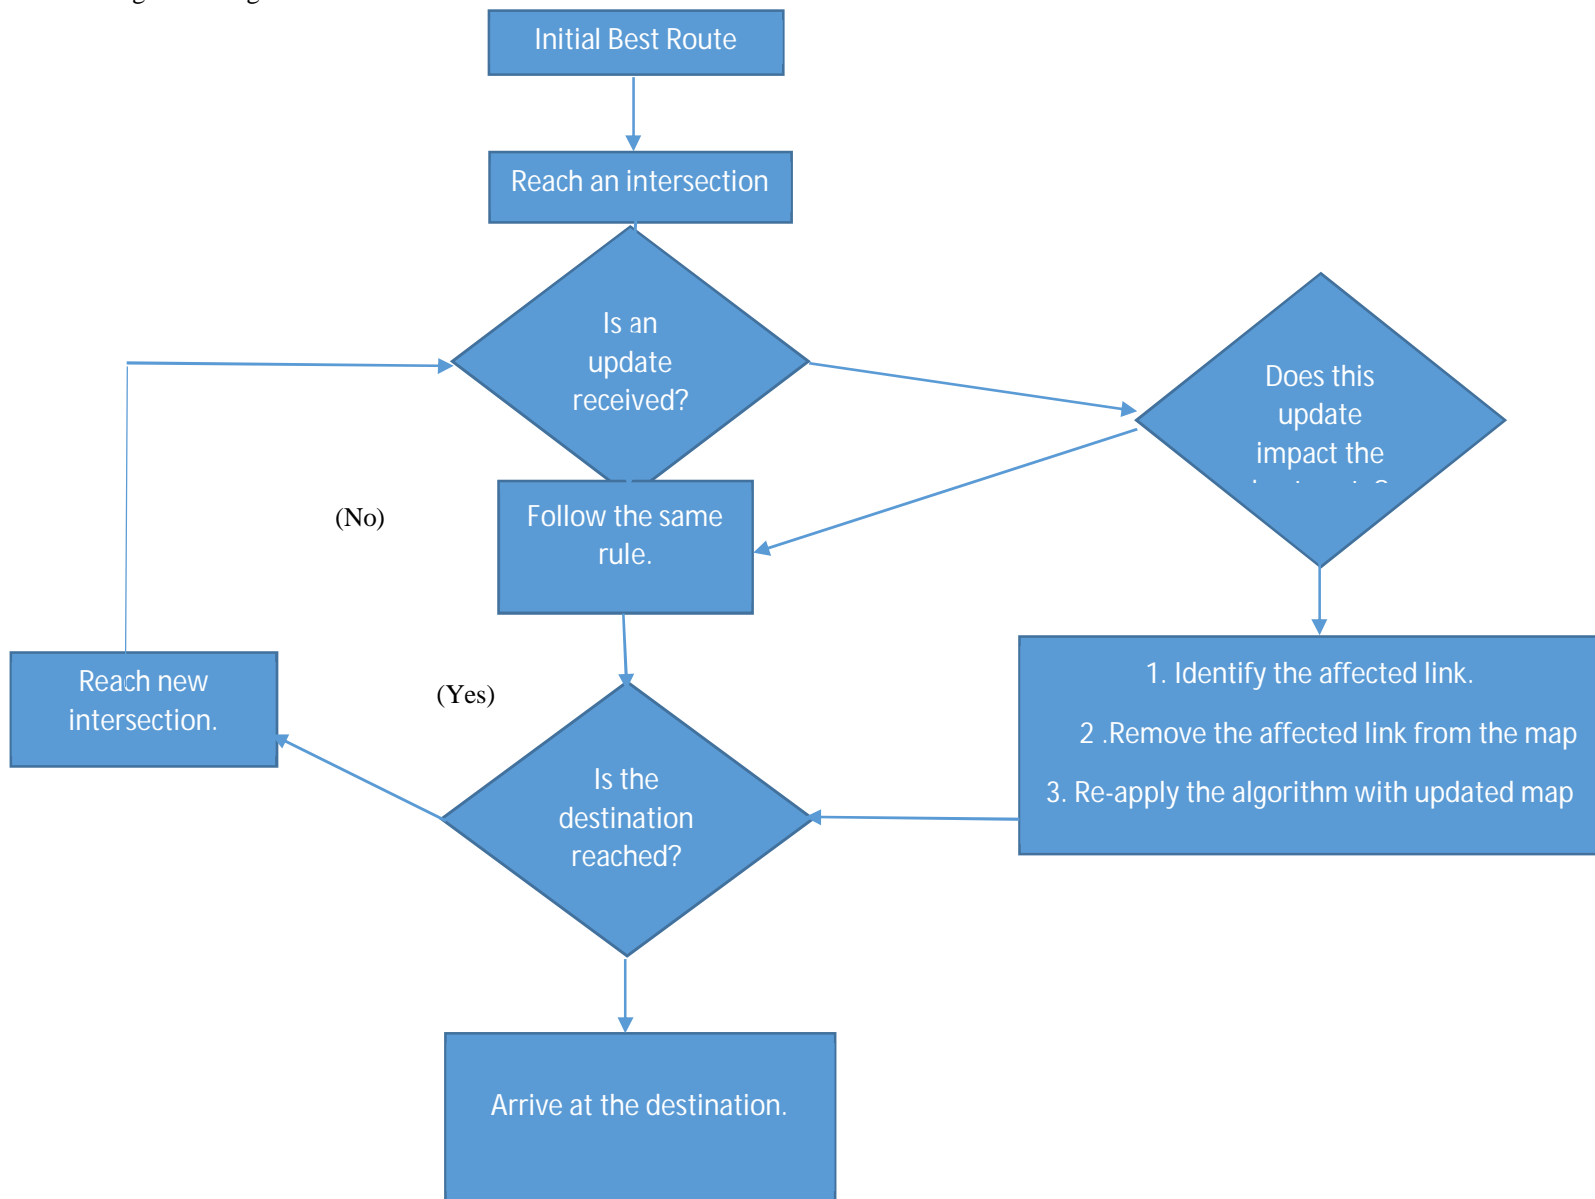 Initial Best Route
Reach an intersection
Is an
update
received?
Does this
update
impact the
(No)
Follow the same
rule.
Reach new
intersection.
(Yes)
1. Identify the affected link.
2 .Remove the affected link from the map
3. Re-apply the algorithm with updated map
Is the
destination
reached?
Arrive at the destination.